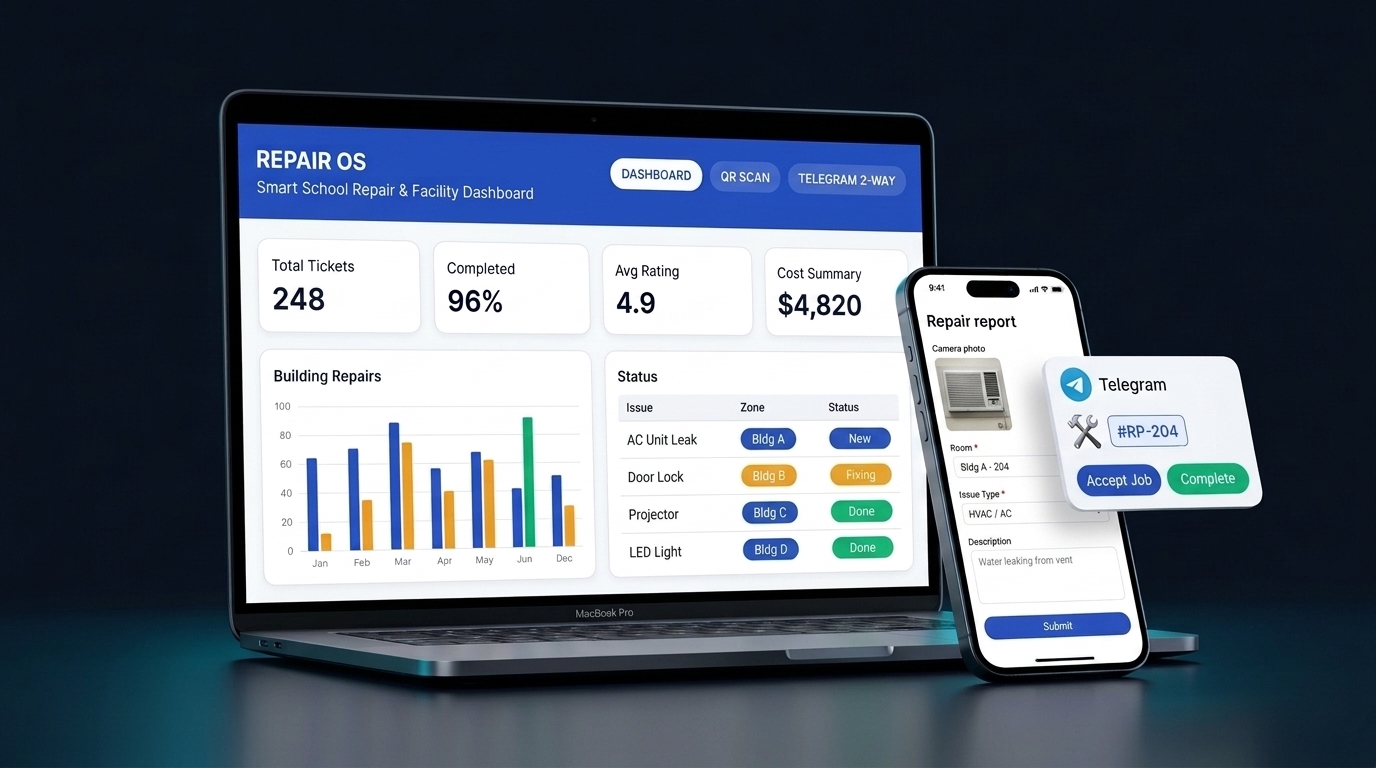 REPAIR OS
Smart School Repair & Facility Dashboard
DASHBOARD
QR SCAN
TELEGRAM 2-WAY
Total Tickets
248
Completed
96%
Avg Rating
4.9
Cost Summary
$4,820
Building Repairs
100
80
60
40
20
0
Jan Feb Mar Apr May Jun Dec
Status
Issue Zone Status
AC Unit Leak Bldg A New
Door Lock Bldg B Fixing
Projector Bldg C Done
LED Light Bldg D Done
MacBook Pro
9:41
Repair report
Camera photo
Room *
Sldg A - 204
Issue Type *
HVAC / AC
Description
Water leaking from vent
Submit
Telegram
#RP-204
Accept Job
Complete